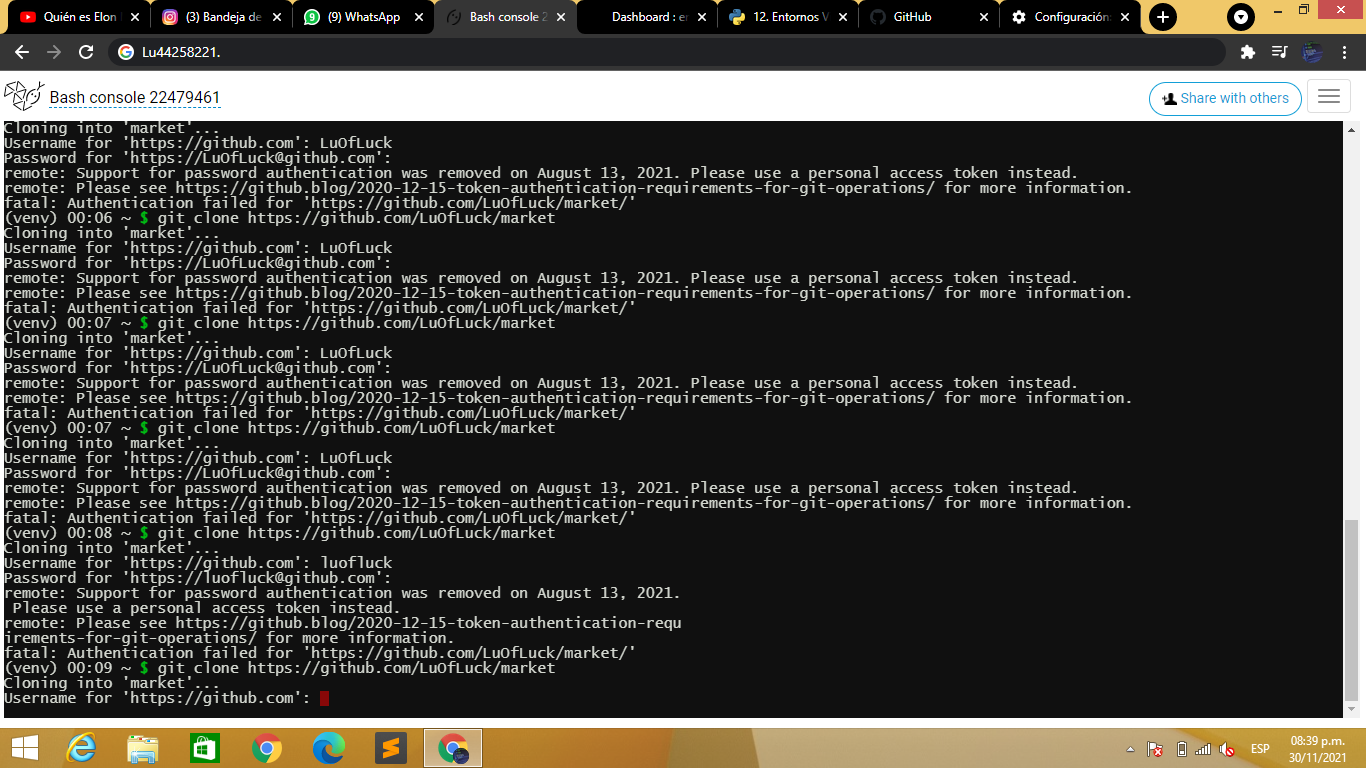 Quién es Elon
(3) Bandeja de
(9) WhatsApp
Bash console 2
Dashboard : er
12. Entornos V
GitHub
Configuración:
Lu44258221.
Bash console 22479461
Share with others
Cloning into 'market'...
Username for 'https://github.com': LuOfLuck
Password for 'https://LuOfLuck@github.com':
remote: Support for password authentication was removed on August 13, 2021. Please use a personal access token instead.
remote: Please see https://github.blog/2020-12-15-token-authentication-requirements-for-git-operations/ for more information.
fatal: Authentication failed for 'https://github.com/LuOfLuck/market/'
(venv) 00:06 ~ $ git clone https://github.com/LuOfLuck/market
Cloning into 'market'...
Username for 'https://github.com': LuOfLuck
Password for 'https://LuOfLuck@github.com':
remote: Support for password authentication was removed on August 13, 2021. Please use a personal access token instead.
remote: Please see https://github.blog/2020-12-15-token-authentication-requirements-for-git-operations/ for more information.
fatal: Authentication failed for 'https://github.com/LuOfLuck/market/'
(venv) 00:07 ~ $ git clone https://github.com/LuOfLuck/market
Cloning into 'market'...
Username for 'https://github.com': LuOfLuck
Password for 'https://LuOfLuck@github.com':
remote: Support for password authentication was removed on August 13, 2021. Please use a personal access token instead.
remote: Please see https://github.blog/2020-12-15-token-authentication-requirements-for-git-operations/ for more information.
fatal: Authentication failed for 'https://github.com/LuOfLuck/market/'
(venv) 00:07 ~ $ git clone https://github.com/LuOfLuck/market
Cloning into 'market'...
Username for 'https://github.com': LuOfLuck
Password for 'https://LuOfLuck@github.com':
remote: Support for password authentication was removed on August 13, 2021. Please use a personal access token instead.
remote: Please see https://github.blog/2020-12-15-token-authentication-requirements-for-git-operations/ for more information.
fatal: Authentication failed for 'https://github.com/LuOfLuck/market/'
(venv) 00:08 ~ $ git clone https://github.com/LuOfLuck/market
Cloning into 'market'...
Username for 'https://github.com': luofluck
Password for 'https://luofluck@github.com':
remote: Support for password authentication was removed on August 13, 2021.
 Please use a personal access token instead.
remote: Please see https://github.blog/2020-12-15-token-authentication-requ
irements-for-git-operations/ for more information.
fatal: Authentication failed for 'https://github.com/LuOfLuck/market/'
(venv) 00:09 ~ $ git clone https://github.com/LuOfLuck/market
Cloning into 'market'...
Username for 'https://github.com':
ESP
08:39 p.m.
30/11/2021